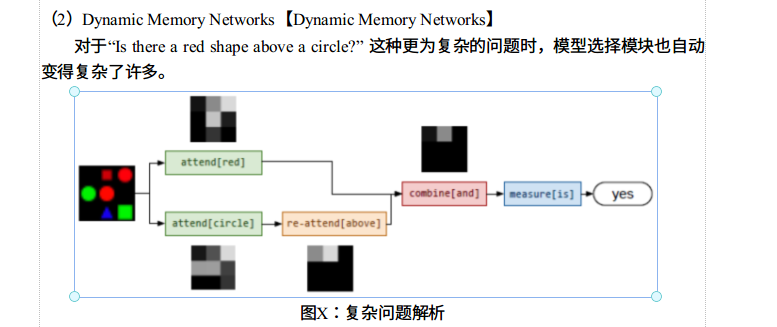 （2）Dynamic Memory Networks【Dynamic Memory Networks】
对于“Is there a red shape above a circle?” 这种更为复杂的问题时，模型选择模块也自动
变得复杂了许多。
attend[red]
combine[and]
measure[is]
yes
attend[circle]
re-attend[above]
图X：复杂问题解析